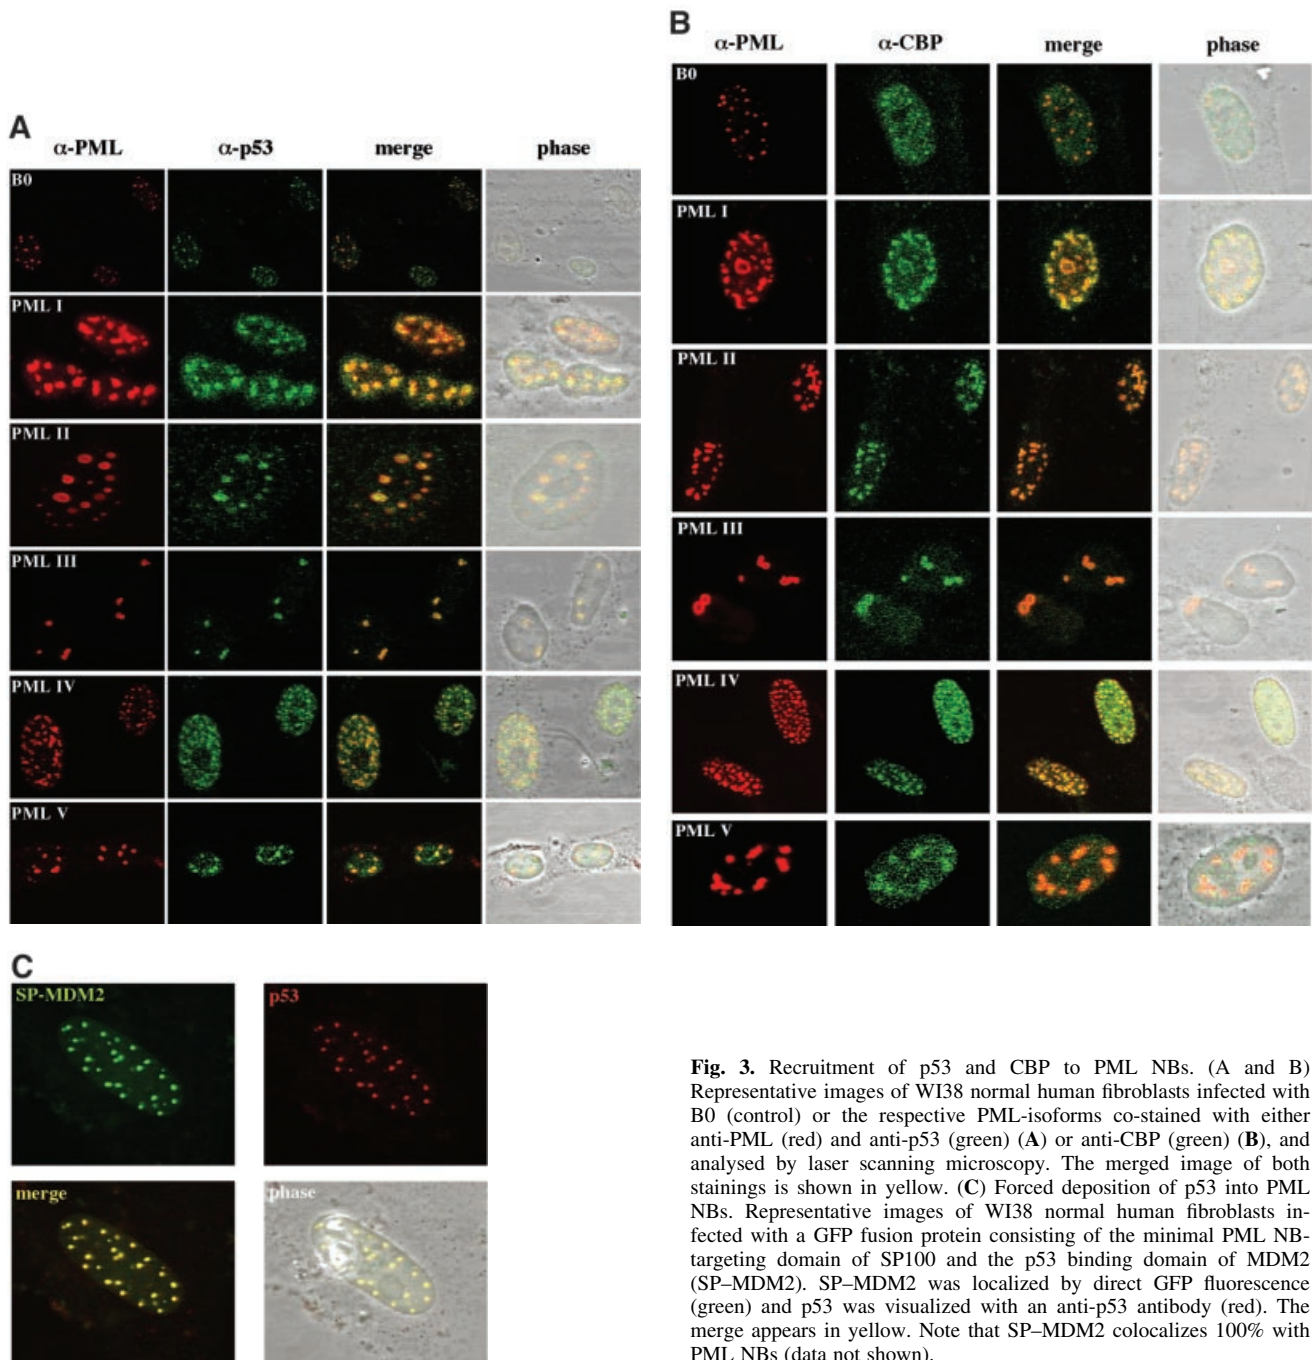 A
α-PML α-p53 merge phase
B0
PML I
PML II
PML III
PML IV
PML V
B
α-PML α-CBP merge phase
B0
PML I
PML II
PML III
PML IV
PML V
C
SP-MDM2 p53
merge phase
Fig. 3. Recruitment of p53 and CBP to PML NBs. (A and B)
Representative images of WI38 normal human fibroblasts infected with
B0 (control) or the respective PML-isoforms co-stained with either
anti-PML (red) and anti-p53 (green) (A) or anti-CBP (green) (B), and
analysed by laser scanning microscopy. The merged image of both
stainings is shown in yellow. (C) Forced deposition of p53 into PML
NBs. Representative images of WI38 normal human fibroblasts in-
fected with a GFP fusion protein consisting of the minimal PML NB-
targeting domain of SP100 and the p53 binding domain of MDM2
(SP–MDM2). SP–MDM2 was localized by direct GFP fluorescence
(green) and p53 was visualized with an anti-p53 antibody (red). The
merge appears in yellow. Note that SP–MDM2 colocalizes 100% with
PML NBs (data not shown).